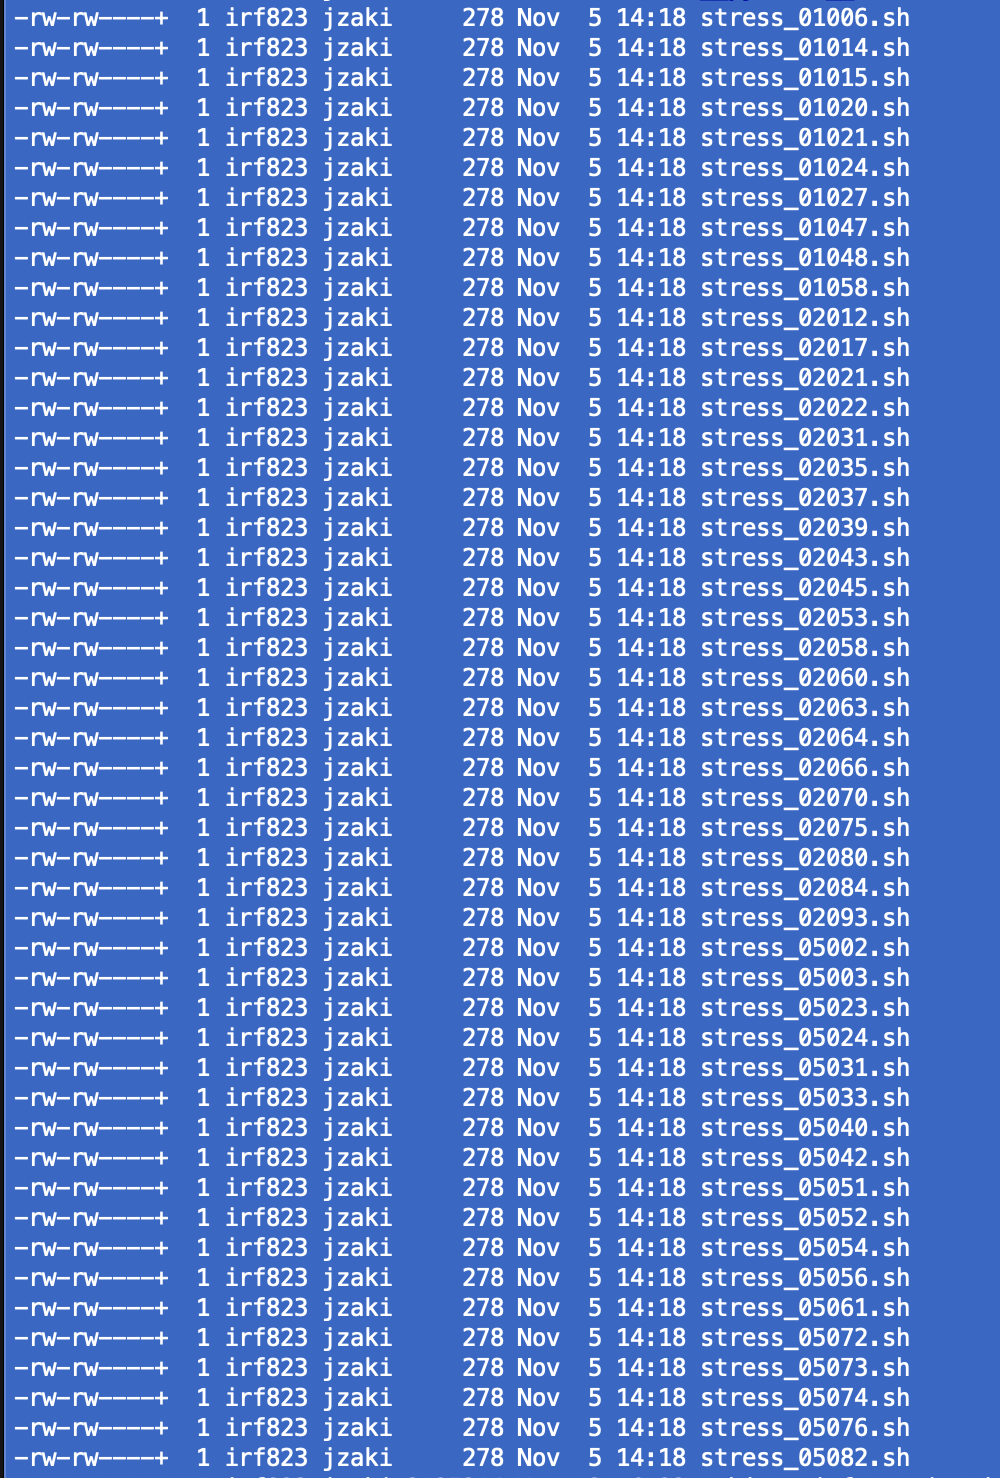 -rw-rw----+  1 irf823 jzaki     278 Nov  5 14:18 stress_01006.sh
-rw-rw----+  1 irf823 jzaki     278 Nov  5 14:18 stress_01014.sh
-rw-rw----+  1 irf823 jzaki     278 Nov  5 14:18 stress_01015.sh
-rw-rw----+  1 irf823 jzaki     278 Nov  5 14:18 stress_01020.sh
-rw-rw----+  1 irf823 jzaki     278 Nov  5 14:18 stress_01021.sh
-rw-rw----+  1 irf823 jzaki     278 Nov  5 14:18 stress_01024.sh
-rw-rw----+  1 irf823 jzaki     278 Nov  5 14:18 stress_01027.sh
-rw-rw----+  1 irf823 jzaki     278 Nov  5 14:18 stress_01047.sh
-rw-rw----+  1 irf823 jzaki     278 Nov  5 14:18 stress_01048.sh
-rw-rw----+  1 irf823 jzaki     278 Nov  5 14:18 stress_01058.sh
-rw-rw----+  1 irf823 jzaki     278 Nov  5 14:18 stress_02012.sh
-rw-rw----+  1 irf823 jzaki     278 Nov  5 14:18 stress_02017.sh
-rw-rw----+  1 irf823 jzaki     278 Nov  5 14:18 stress_02021.sh
-rw-rw----+  1 irf823 jzaki     278 Nov  5 14:18 stress_02022.sh
-rw-rw----+  1 irf823 jzaki     278 Nov  5 14:18 stress_02031.sh
-rw-rw----+  1 irf823 jzaki     278 Nov  5 14:18 stress_02035.sh
-rw-rw----+  1 irf823 jzaki     278 Nov  5 14:18 stress_02037.sh
-rw-rw----+  1 irf823 jzaki     278 Nov  5 14:18 stress_02039.sh
-rw-rw----+  1 irf823 jzaki     278 Nov  5 14:18 stress_02043.sh
-rw-rw----+  1 irf823 jzaki     278 Nov  5 14:18 stress_02045.sh
-rw-rw----+  1 irf823 jzaki     278 Nov  5 14:18 stress_02053.sh
-rw-rw----+  1 irf823 jzaki     278 Nov  5 14:18 stress_02058.sh
-rw-rw----+  1 irf823 jzaki     278 Nov  5 14:18 stress_02060.sh
-rw-rw----+  1 irf823 jzaki     278 Nov  5 14:18 stress_02063.sh
-rw-rw----+  1 irf823 jzaki     278 Nov  5 14:18 stress_02064.sh
-rw-rw----+  1 irf823 jzaki     278 Nov  5 14:18 stress_02066.sh
-rw-rw----+  1 irf823 jzaki     278 Nov  5 14:18 stress_02070.sh
-rw-rw----+  1 irf823 jzaki     278 Nov  5 14:18 stress_02075.sh
-rw-rw----+  1 irf823 jzaki     278 Nov  5 14:18 stress_02080.sh
-rw-rw----+  1 irf823 jzaki     278 Nov  5 14:18 stress_02084.sh
-rw-rw----+  1 irf823 jzaki     278 Nov  5 14:18 stress_02093.sh
-rw-rw----+  1 irf823 jzaki     278 Nov  5 14:18 stress_05002.sh
-rw-rw----+  1 irf823 jzaki     278 Nov  5 14:18 stress_05003.sh
-rw-rw----+  1 irf823 jzaki     278 Nov  5 14:18 stress_05023.sh
-rw-rw----+  1 irf823 jzaki     278 Nov  5 14:18 stress_05024.sh
-rw-rw----+  1 irf823 jzaki     278 Nov  5 14:18 stress_05031.sh
-rw-rw----+  1 irf823 jzaki     278 Nov  5 14:18 stress_05033.sh
-rw-rw----+  1 irf823 jzaki     278 Nov  5 14:18 stress_05040.sh
-rw-rw----+  1 irf823 jzaki     278 Nov  5 14:18 stress_05042.sh
-rw-rw----+  1 irf823 jzaki     278 Nov  5 14:18 stress_05051.sh
-rw-rw----+  1 irf823 jzaki     278 Nov  5 14:18 stress_05052.sh
-rw-rw----+  1 irf823 jzaki     278 Nov  5 14:18 stress_05054.sh
-rw-rw----+  1 irf823 jzaki     278 Nov  5 14:18 stress_05056.sh
-rw-rw----+  1 irf823 jzaki     278 Nov  5 14:18 stress_05061.sh
-rw-rw----+  1 irf823 jzaki     278 Nov  5 14:18 stress_05072.sh
-rw-rw----+  1 irf823 jzaki     278 Nov  5 14:18 stress_05073.sh
-rw-rw----+  1 irf823 jzaki     278 Nov  5 14:18 stress_05074.sh
-rw-rw----+  1 irf823 jzaki     278 Nov  5 14:18 stress_05076.sh
-rw-rw----+  1 irf823 jzaki     278 Nov  5 14:18 stress_05082.sh